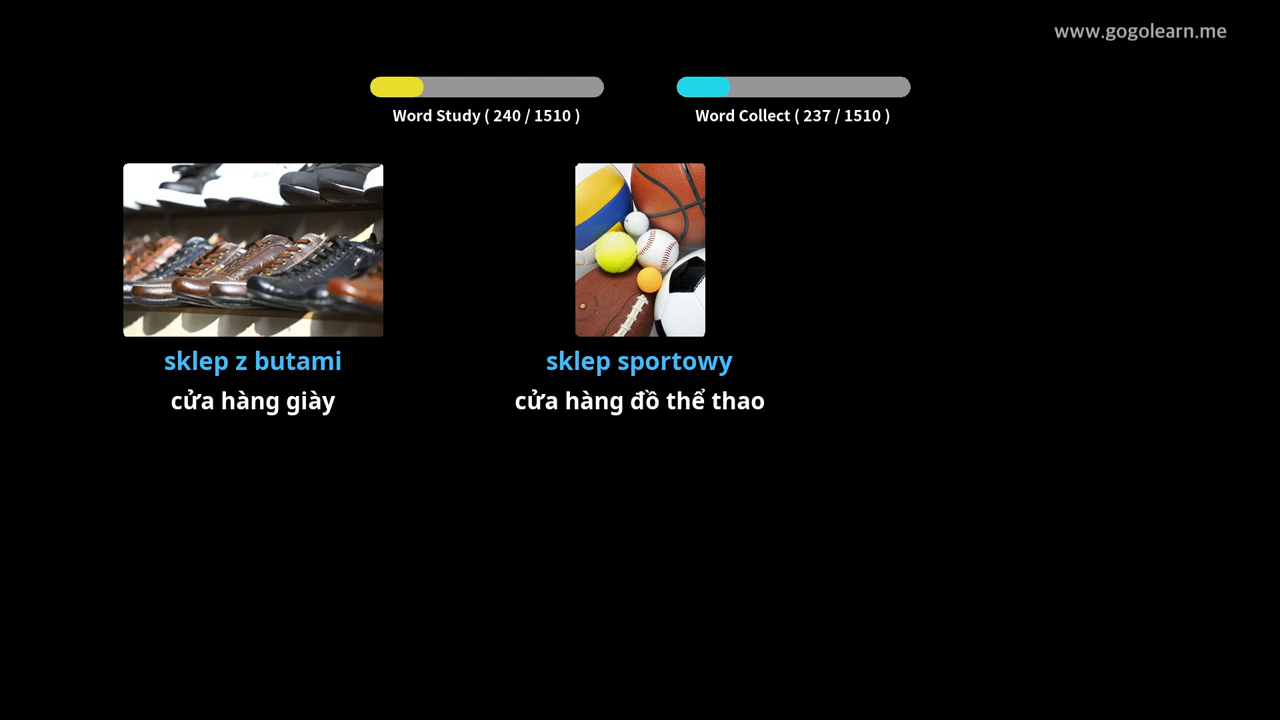 www.gogolearn.me
Word Study ( 240 / 1510 )
Word Collect ( 237 / 1510 )
sklep z butami
cửa hàng giày
sklep sportowy
cửa hàng đồ thể thao